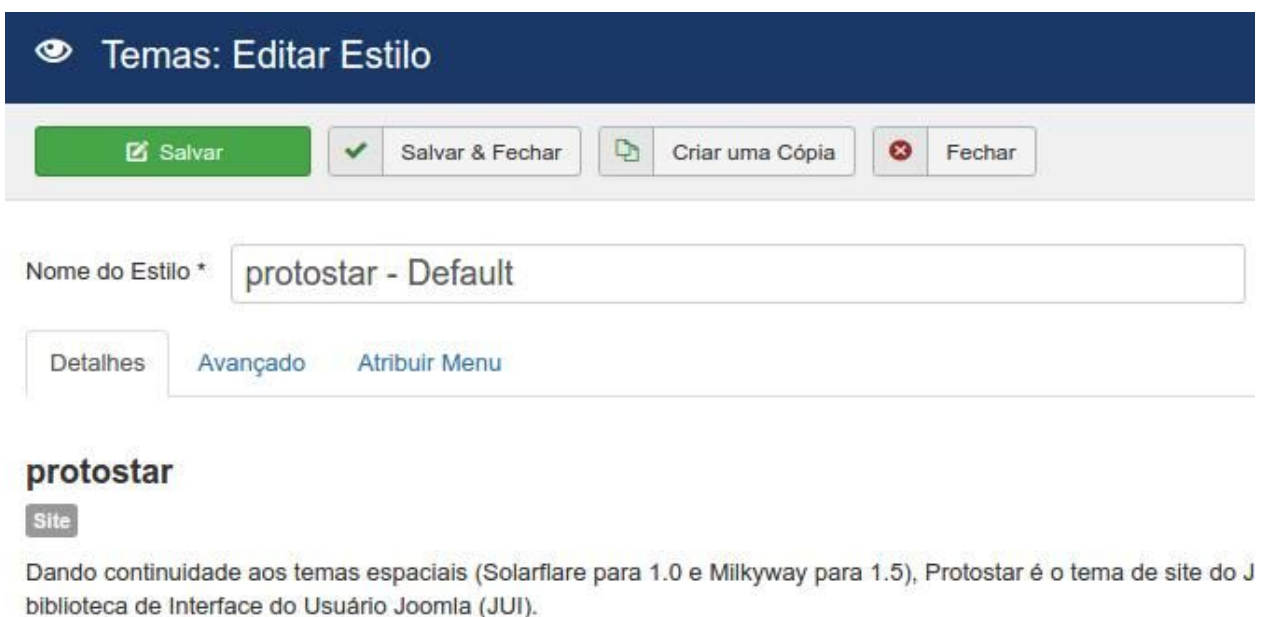 Temas: Editar Estilo
Salvar Salvar & Fechar Criar uma Cópia Fechar
Nome do Estilo * protostar - Default
Detalhes Avançado Atribuir Menu
protostar
Site
Dando continuidade aos temas espaciais (Solarflare para 1.0 e Milkyway para 1.5), Protostar é o tema de site do J
biblioteca de Interface do Usuário Joomla (JUI).